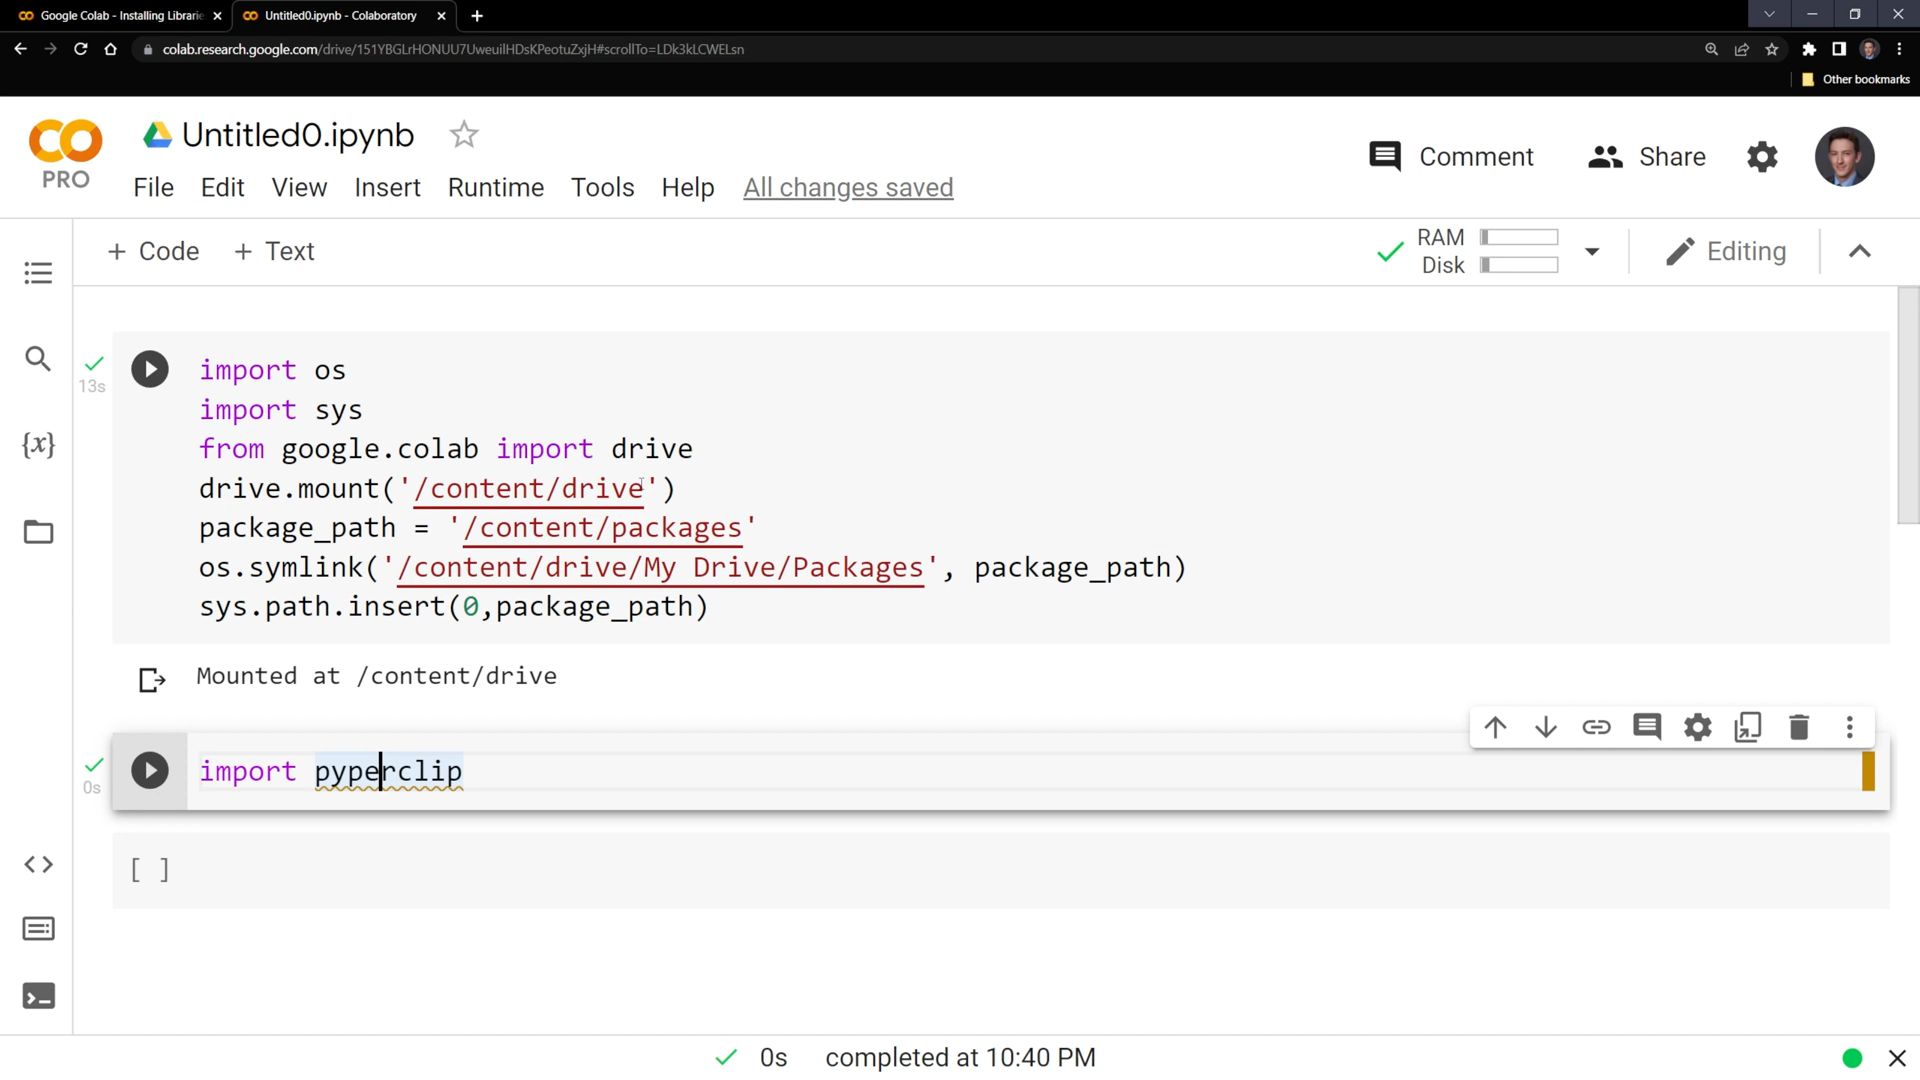 Google Colab - Installing Librarie
Untitled0.ipynb - Colaboratory
colab.research.google.com/drive/151YBGLrHONUU7UweuilHDsKPeotuZxjH#scrollTo=LDk3kLCWELsn
Other bookmarks
CO
PRO
Untitled0.ipynb
File Edit View Insert Runtime Tools Help All changes saved
Comment Share
+ Code + Text
RAM
Disk
Editing
import os
13s
import sys
from google.colab import drive
drive.mount('/content/drive')
package_path = '/content/packages'
os.symlink('/content/drive/My Drive/Packages', package_path)
sys.path.insert(0,package_path)
Mounted at /content/drive
import pyperclip
0s
{x}
[ ]
0s completed at 10:40 PM